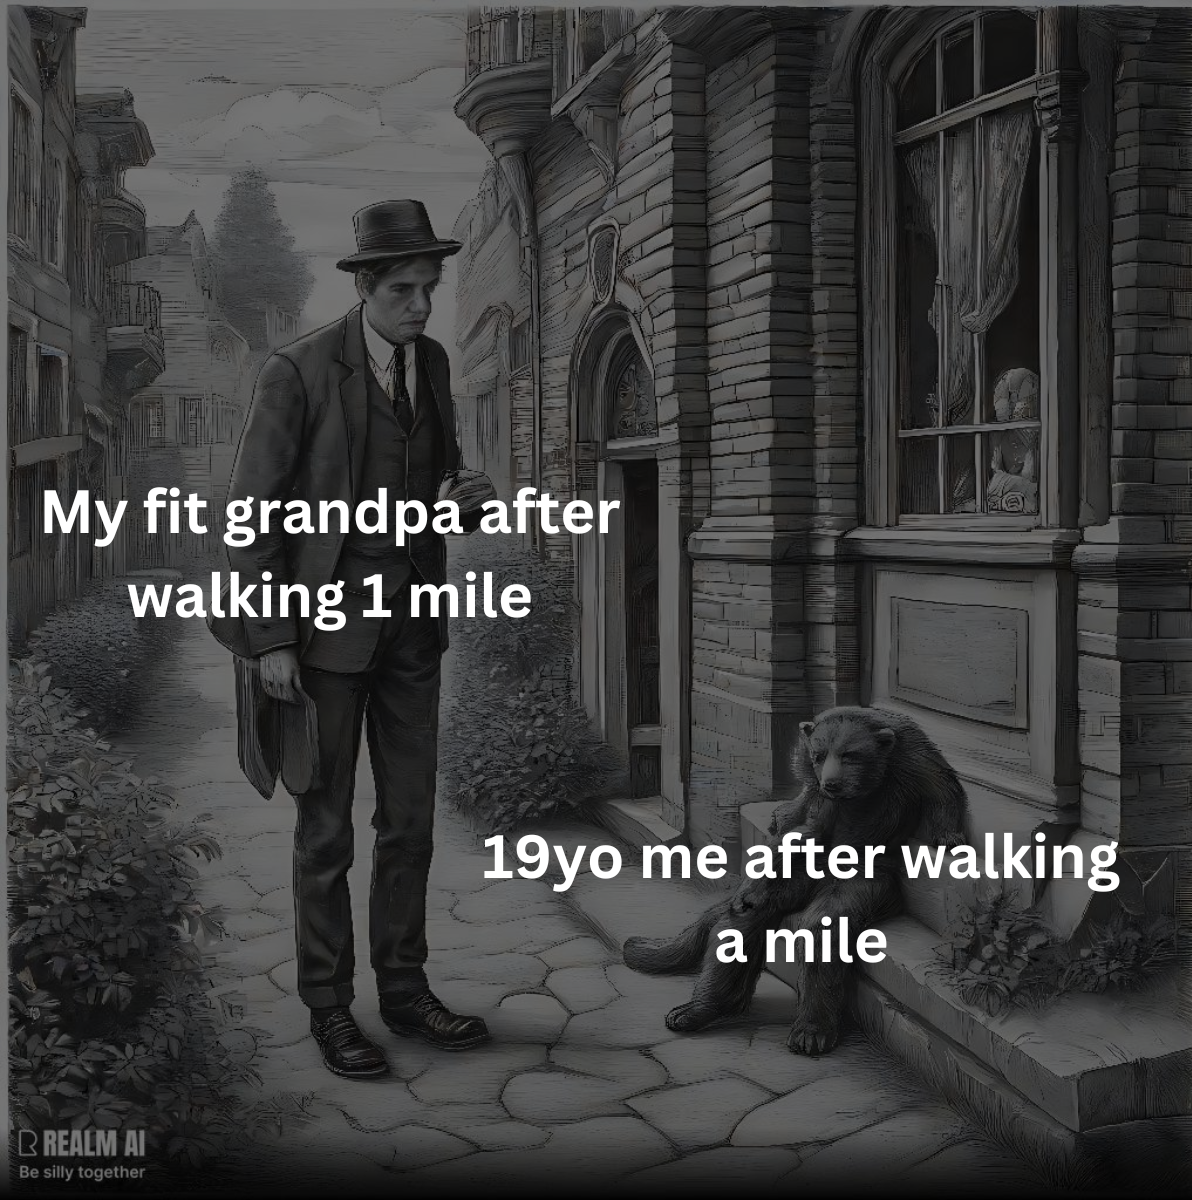 My fit grandpa after
walking 1 mile
19yo me after walking
a mile
REALM AI
Be silly together